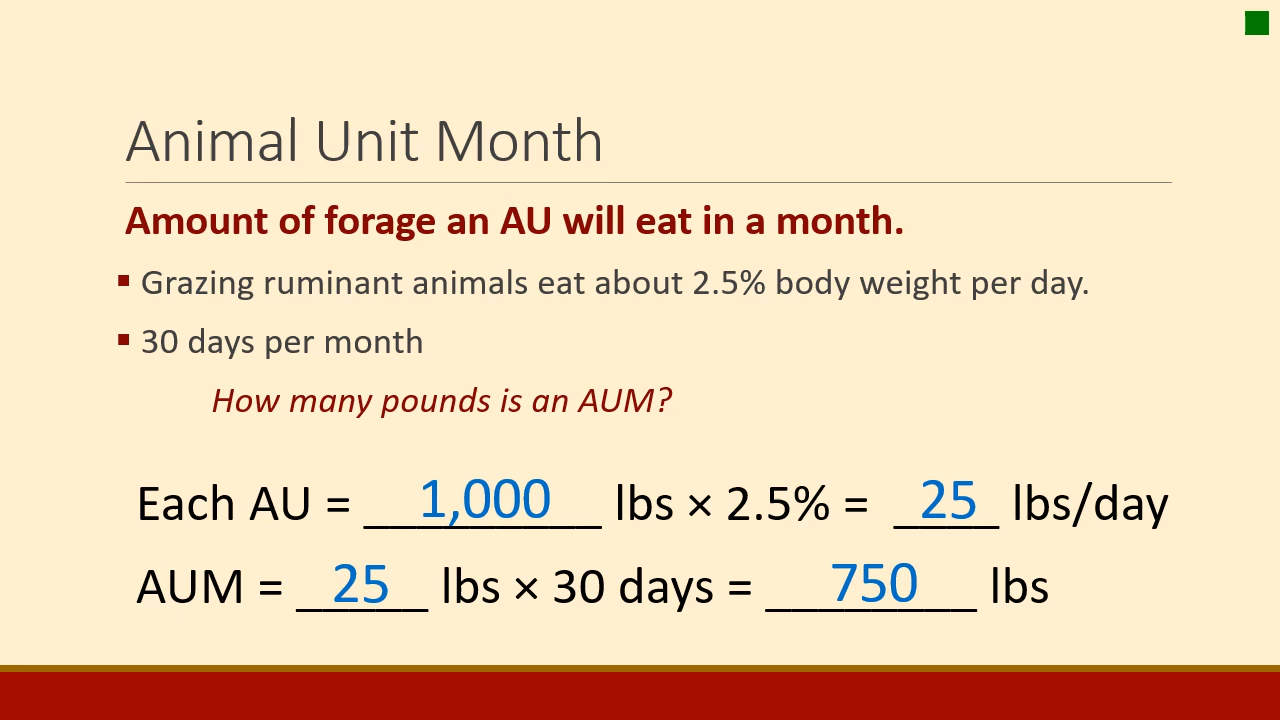 Animal Unit Month
Amount of forage an AU will eat in a month.
▪ Grazing ruminant animals eat about 2.5% body weight per day.
▪ 30 days per month
How many pounds is an AUM?
Each AU = 1,000 lbs × 2.5% = 25 lbs/day
AUM = 25 lbs × 30 days = 750 lbs